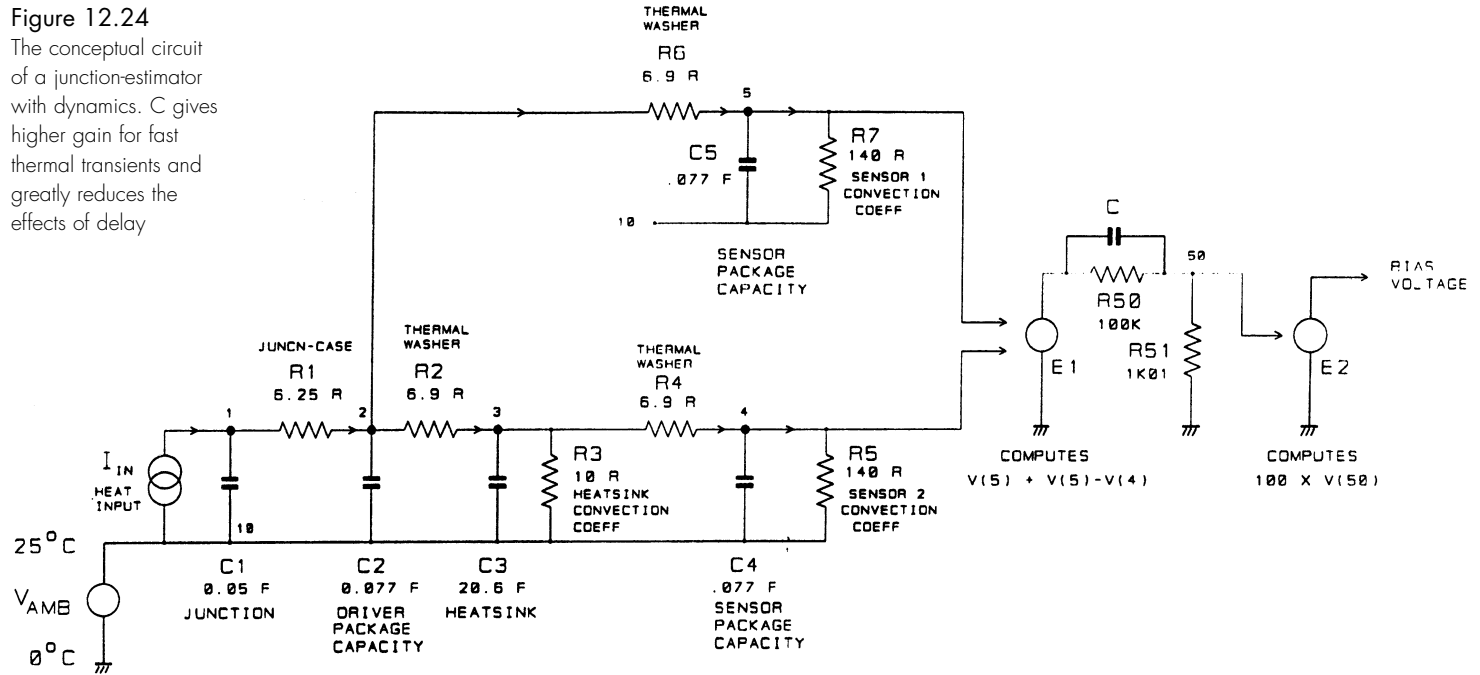 Figure 12.24
The conceptual circuit
of a junction-estimator
with dynamics. C gives
higher gain for fast
thermal transients and
greatly reduces the
effects of delay
THERMAL
WASHER
R6
6.9 R
5
C5
.077 F
R7
140 R
SENSOR 1
CONVECTION
COEFF
10
SENSOR
PACKAGE
CAPACITY
C
50
R50
100K
R51
1K01
E1
E2
BIAS
VOLTAGE
COMPUTES
V(5) + V(5)-V(4)
COMPUTES
100 X V(50)
JUNCN-CASE
R1
6.25 R
THERMAL
WASHER
R2
6.9 R
THERMAL
WASHER
R4
6.9 R
1
2
3
4
I IN
HEAT
INPUT
R3
10 R
HEATSINK
CONVECTION
COEFF
R5
140 R
SENSOR 2
CONVECTION
COEFF
10
25°C
VAMB
0°C
C1
0.05 F
JUNCTION
C2
0.077 F
DRIVER
PACKAGE
CAPACITY
C3
20.6 F
HEATSINK
C4
.077 F
SENSOR
PACKAGE
CAPACITY